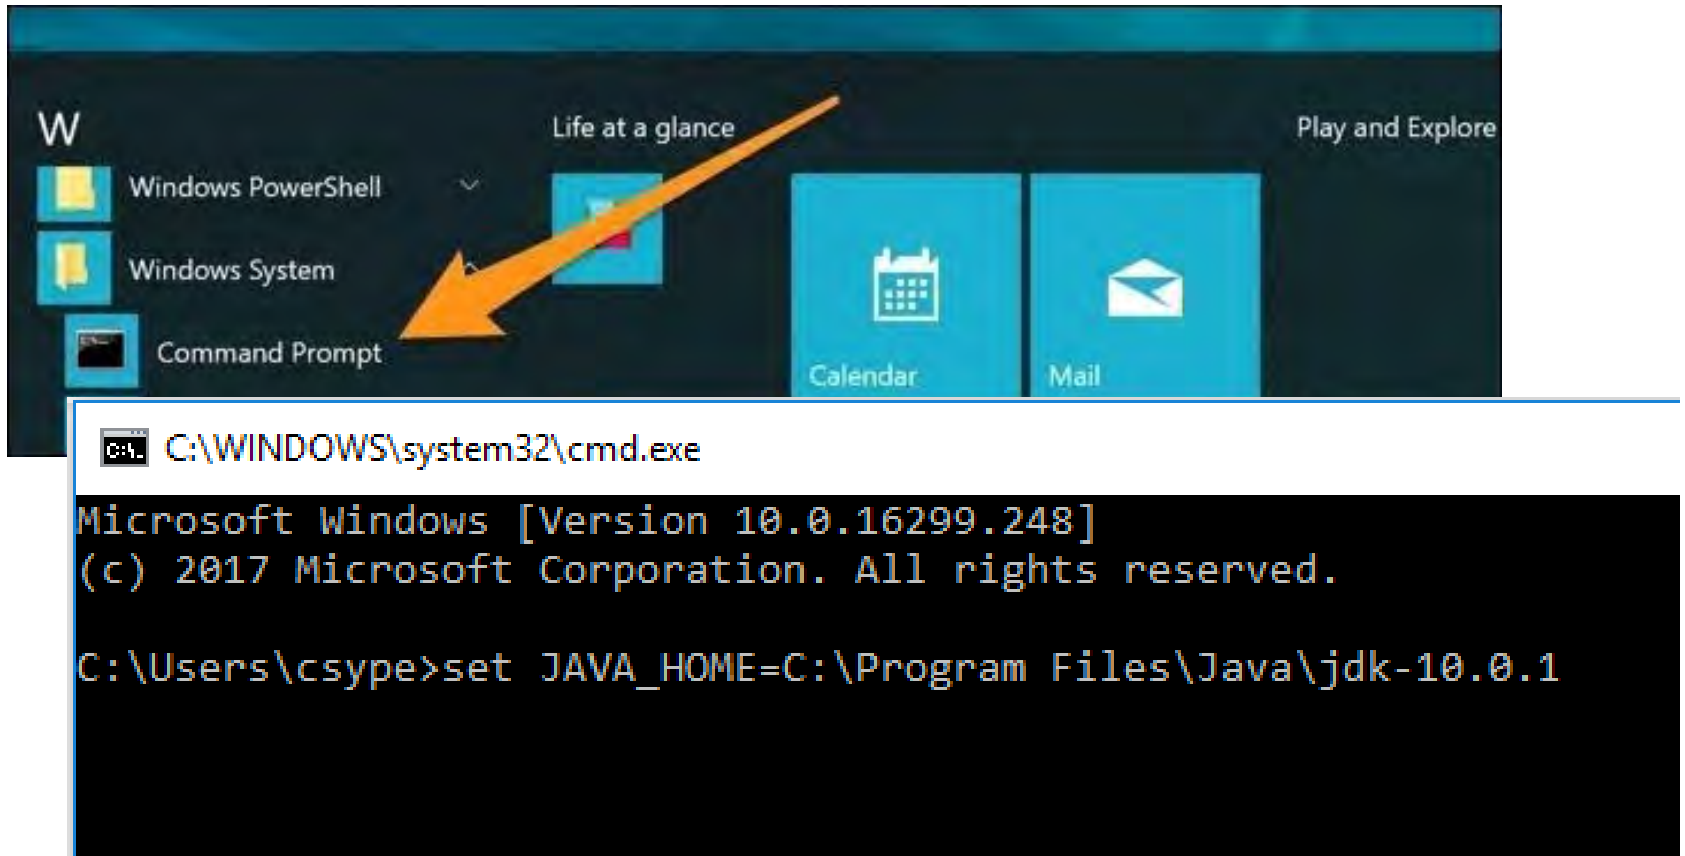 W
Life at a glance
Play and Explore
Windows PowerShell
Windows System
Command Prompt
Calendar
Mail
C:\WINDOWS\system32\cmd.exe
Microsoft Windows [Version 10.0.16299.248]
(c) 2017 Microsoft Corporation. All rights reserved.
C:\Users\csype>set JAVA_HOME=C:\Program Files\Java\jdk-10.0.1